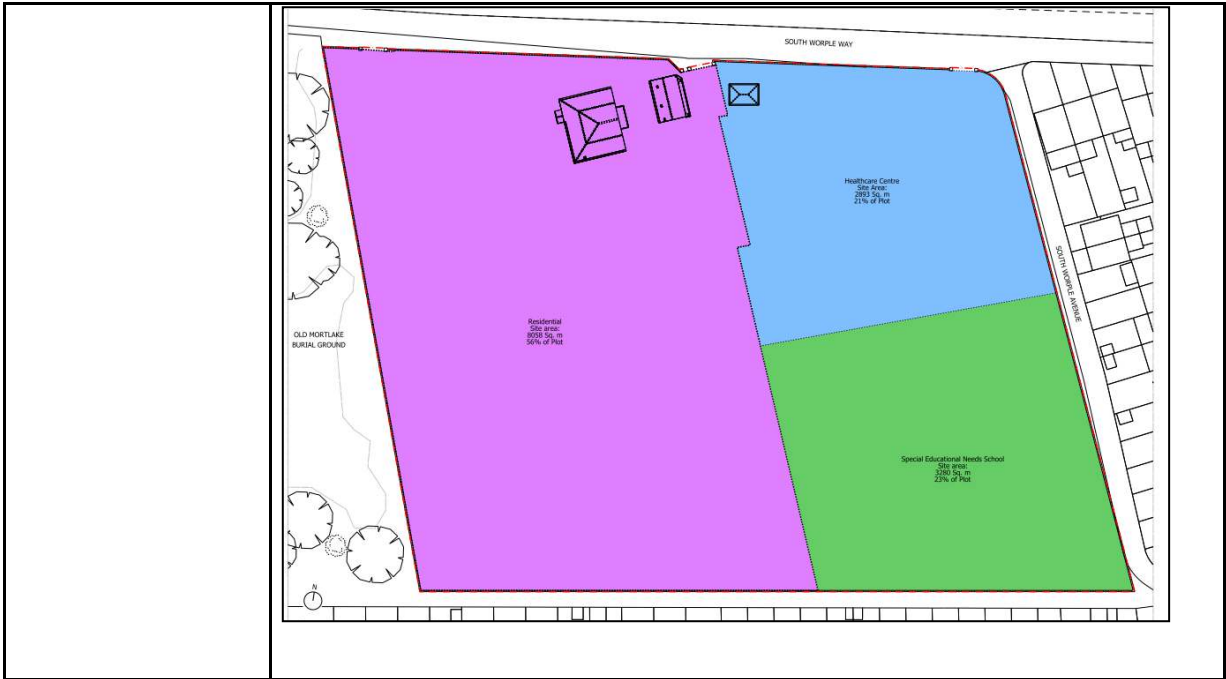 SOUTH WORPLE WAY
Healthcare Centre
Site Area:
2893 Sq. m
21% of Plot
SOUTH WORPLE AVENUE
Residential
Site area:
8058 Sq. m
56% of Plot
OLD MORTLAKE
BURIAL GROUND
Special Educational Needs School
Site area:
3280 Sq. m
23% of Plot
N